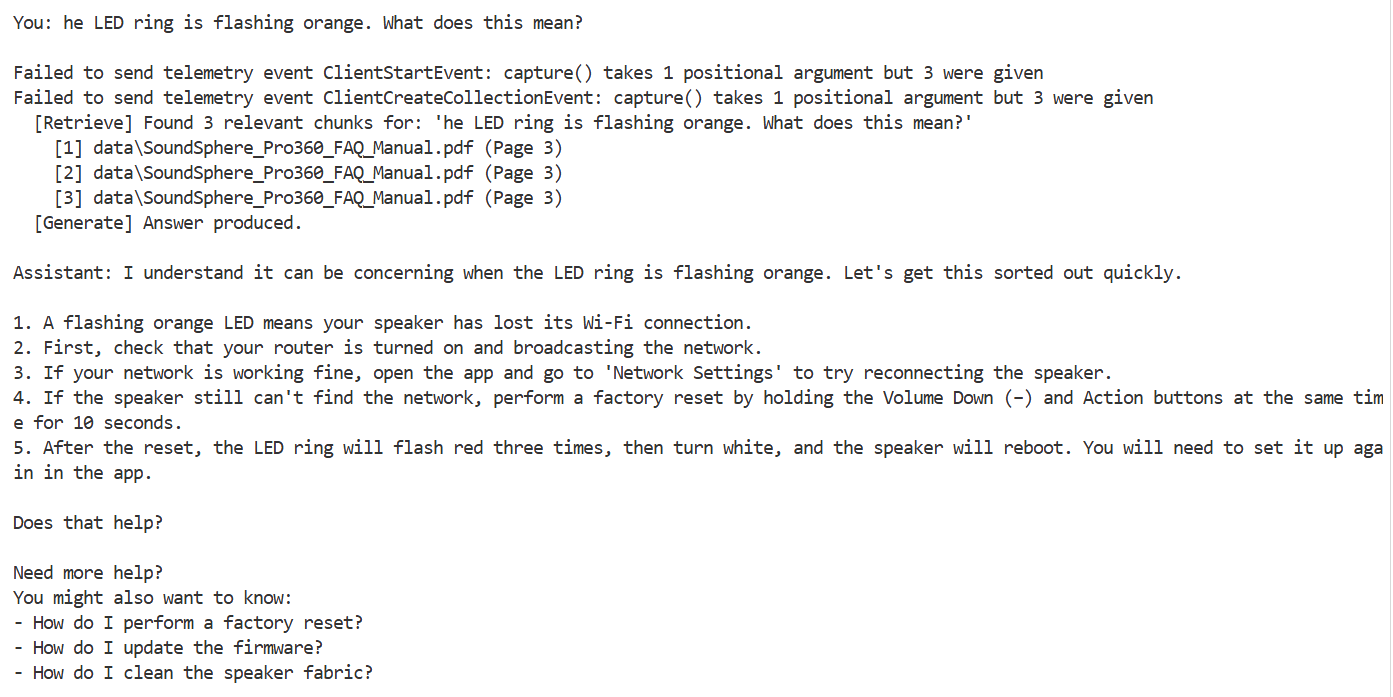 You: he LED ring is flashing orange. What does this mean?
Failed to send telemetry event ClientStartEvent: capture() takes 1 positional argument but 3 were given
Failed to send telemetry event ClientCreateCollectionEvent: capture() takes 1 positional argument but 3 were given
[Retrieve] Found 3 relevant chunks for: 'he LED ring is flashing orange. What does this mean?'
[1] data\SoundSphere_Pro360_FAQ_Manual.pdf (Page 3)
[2] data\SoundSphere_Pro360_FAQ_Manual.pdf (Page 3)
[3] data\SoundSphere_Pro360_FAQ_Manual.pdf (Page 3)
[Generate] Answer produced.
Assistant: I understand it can be concerning when the LED ring is flashing orange. Let's get this sorted out quickly.
1. A flashing orange LED means your speaker has lost its Wi-Fi connection.
2. First, check that your router is turned on and broadcasting the network.
3. If your network is working fine, open the app and go to 'Network Settings' to try reconnecting the speaker.
4. If the speaker still can't find the network, perform a factory reset by holding the Volume Down (−) and Action buttons at the same tim
e for 10 seconds.
5. After the reset, the LED ring will flash red three times, then turn white, and the speaker will reboot. You will need to set it up aga
in in the app.
Does that help?
Need more help?
You might also want to know:
- How do I perform a factory reset?
- How do I update the firmware?
- How do I clean the speaker fabric?